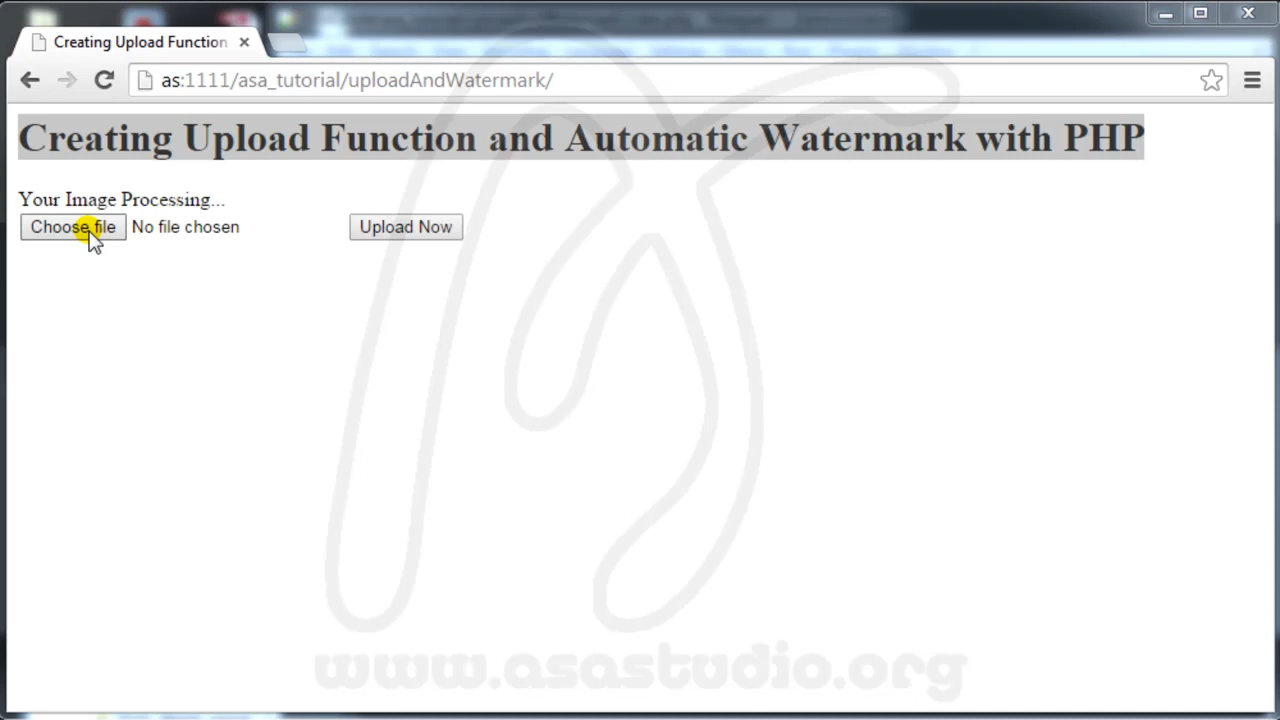 Creating Upload Function
as:1111/asa_tutorial/uploadAndWatermark/
Creating Upload Function and Automatic Watermark with PHP
Your Image Processing...
Choose file No file chosen Upload Now
www.asastudio.org